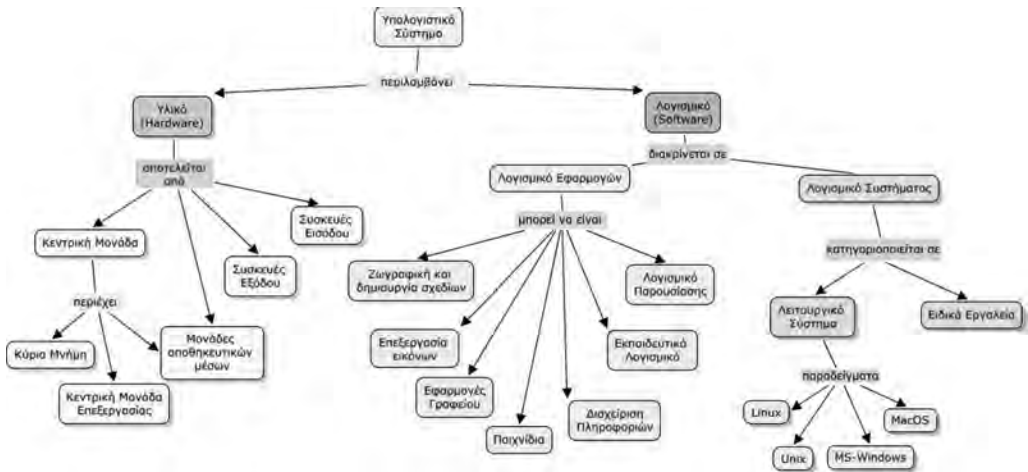 Υπολογιστικό
Σύστημα
περιλαμβάνει
Υλικό
(Hardware)
Λογισμικό
(Software)
αποτελείται
από
διακρίνεται σε
Λογισμικό Εφαρμογών
Λογισμικό Συστήματος
Συσκευές
Εισόδου
μπορεί να είναι
Κεντρική Μονάδα
κατηγοριοποιείται σε
Συσκευές
Εξόδου
Ζωγραφική και
δημιουργία σχεδίων
Λογισμικό
Παρουσίασης
περιέχει
Λειτουργικό
Σύστημα
Ειδικά Εργαλεία
Κύρια Μνήμη
Μονάδες
αποθηκευτικών
μέσων
Επεξεργασία
εικόνων
Εκπαιδευτικό
Λογισμικό
Κεντρική Μονάδα
Επεξεργασίας
Εφαρμογές
Γραφείου
παραδείγματα
Παιχνίδια
Διαχείριση
Πληροφοριών
Linux
MacOS
Unix
MS-Windows